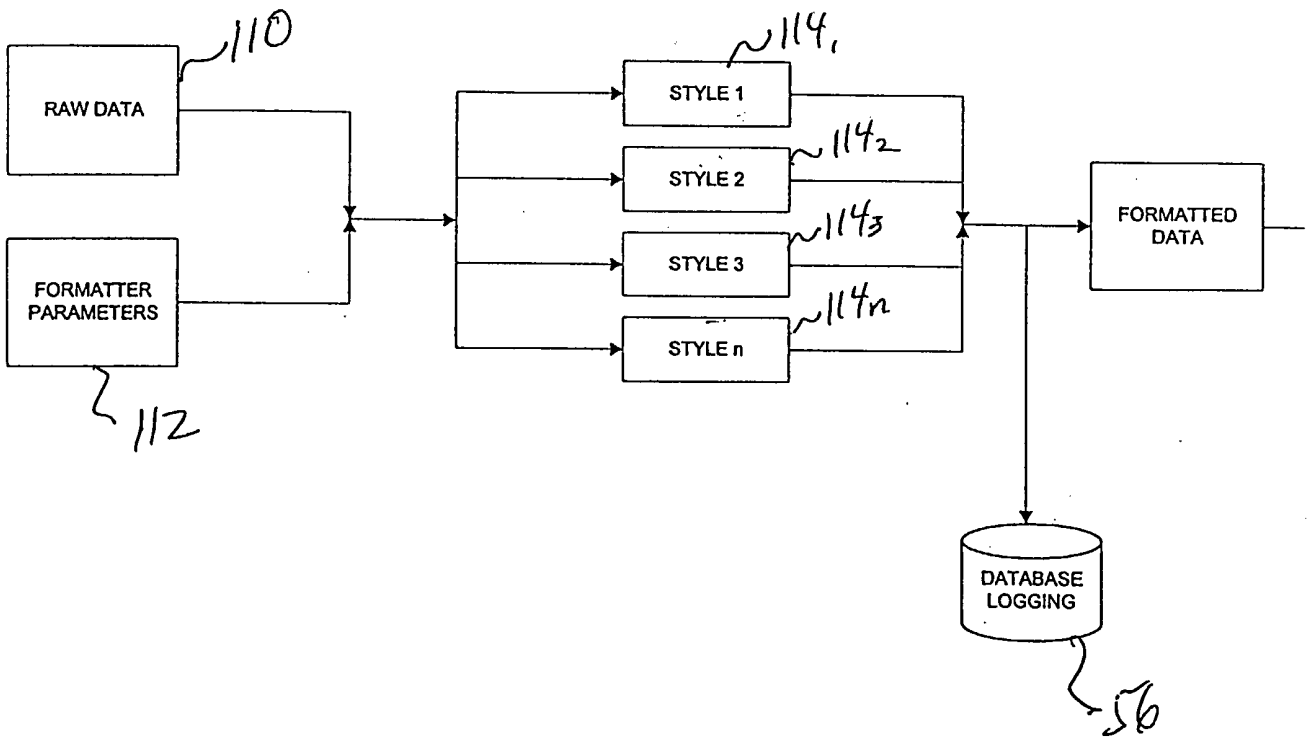 110
RAW DATA
FORMATTER
PARAMETERS
112
114₁
STYLE 1
114₂
STYLE 2
114₃
STYLE 3
114n
STYLE n
FORMATTED
DATA
DATABASE
LOGGING
56